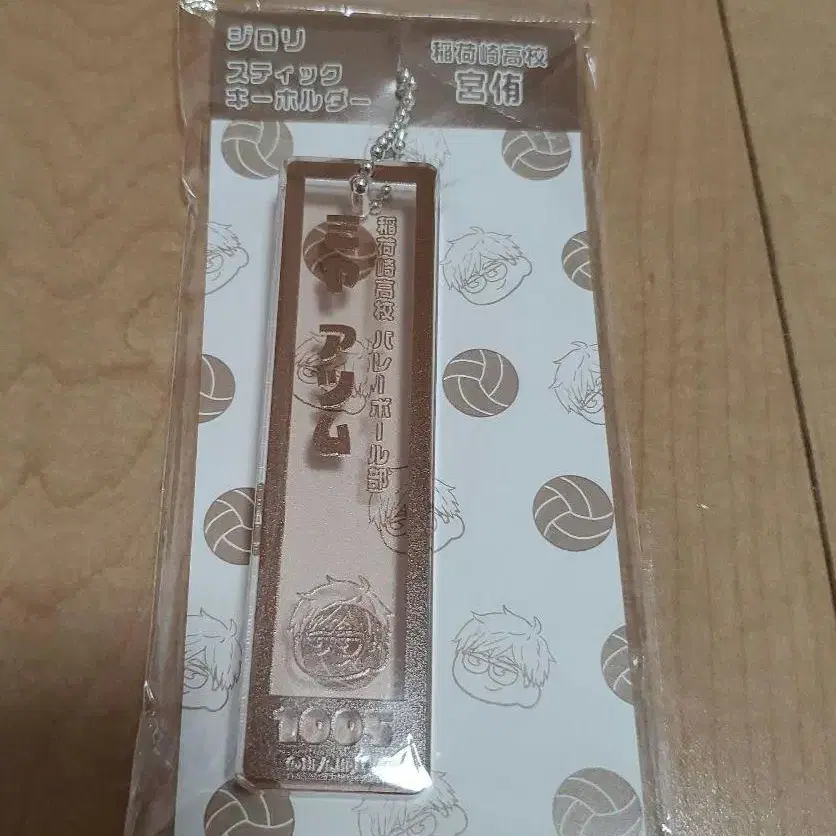 ジロリ
スティック
キーホルダー
稲荷崎高校
宮侑
稲荷崎高校 バレーボール部
ミヤ アツム
1005